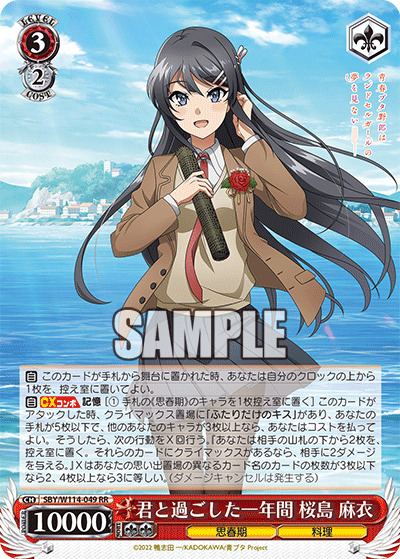 LEVEL
3
2
COST
青春ブタ野郎は
ランドセルガールの
夢を見ない
SAMPLE
自 このカードが手札から舞台に置かれた時、あなたは自分のクロックの上から
1枚を、控え室に置いてよい。
自 CXコンボ 記憶 [① 手札の《思春期》のキャラを1枚控え室に置く] このカードが
アタックした時、クライマックス置場に「ふたりだけのキス」があり、あなたの
手札が5枚以下で、他のあなたのキャラが3枚以上なら、あなたはコストを払って
よい。そうしたら、次の行動をX回行う。『あなたは相手の山札の下から2枚を、
控え室に置く。それらのカードにクライマックスがあるなら、相手に2ダメージ
を与える。』Xはあなたの思い出置場の異なるカード名のカードの枚数が3枚以下
なら2、4枚以上なら3に等しい。(ダメージキャンセルは発生する)
CH SBY/W114-049 RR
10000
君と過ごした一年間 桜島 麻衣
思春期 料理
©2022 鴨志田 一/KADOKAWA/青ブタ Project